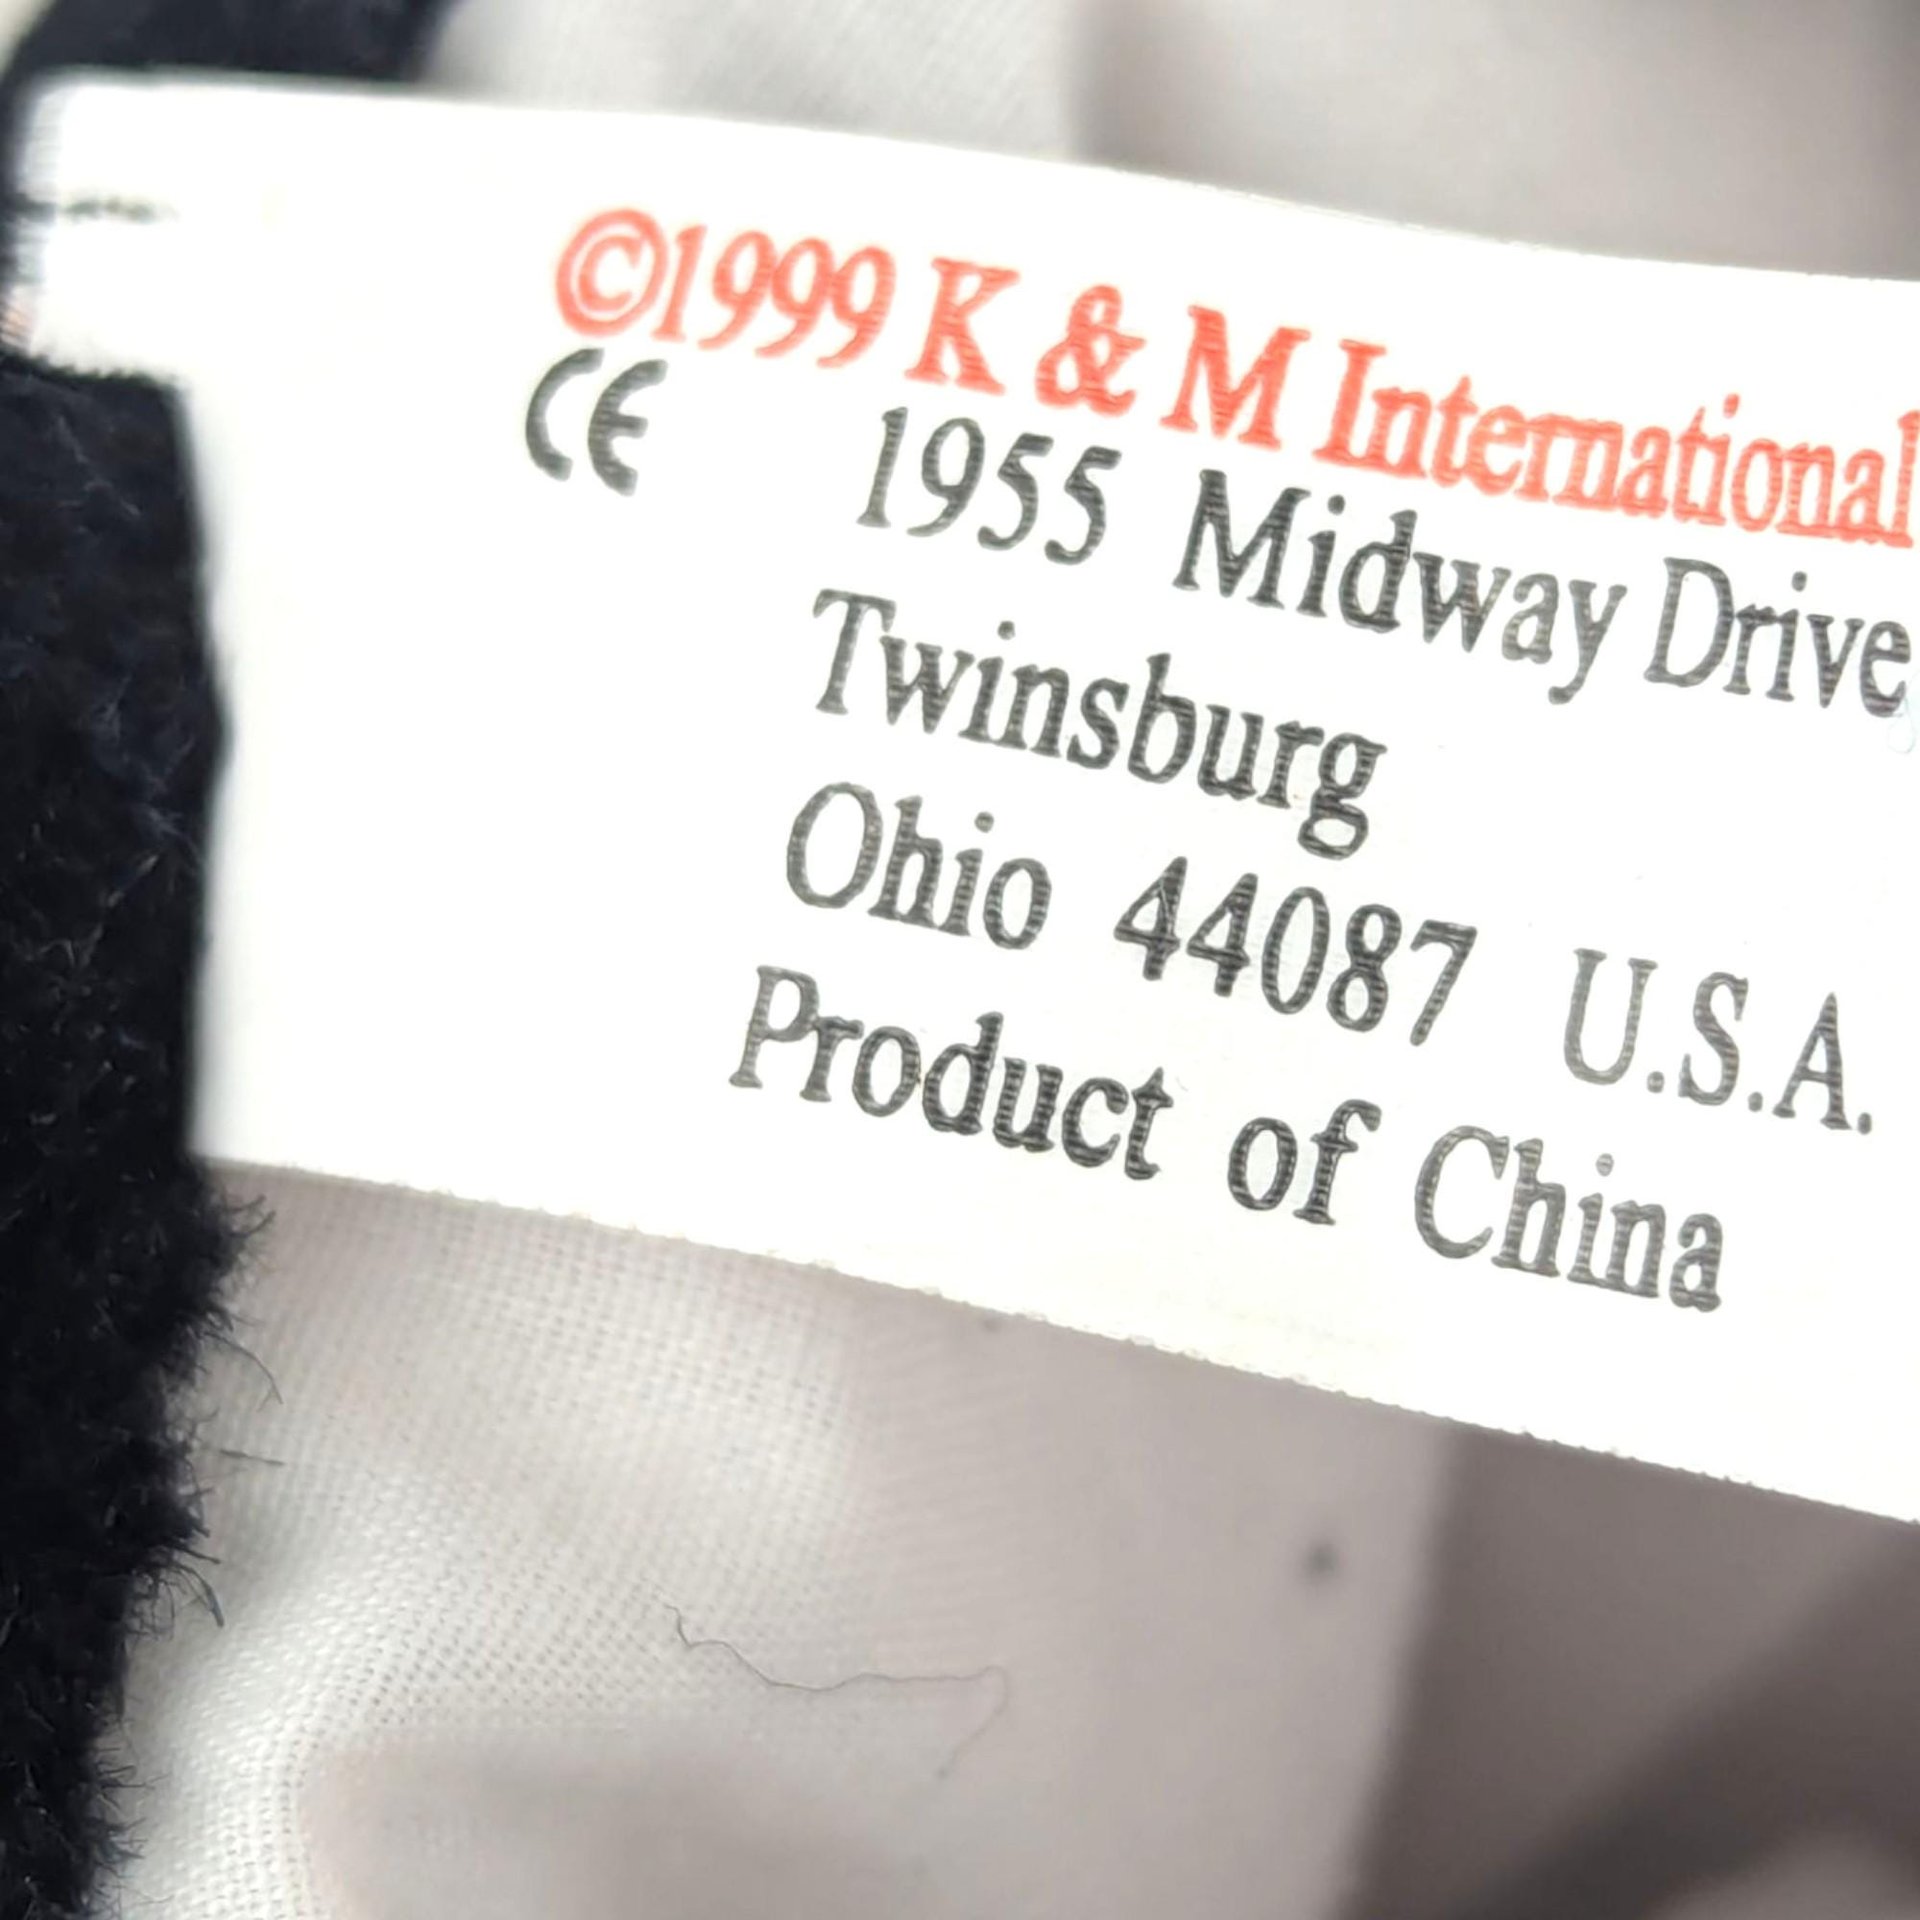 ©1999 K & M International
CE 1955 Midway Drive,
Twinsburg
Ohio 44087 U.S.A.
Product of China